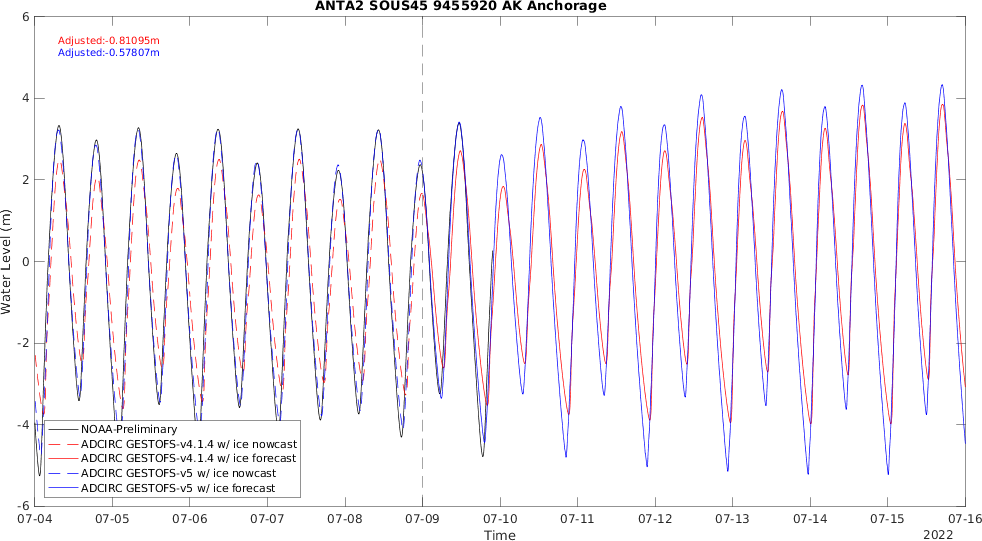 ANTA2 SOUS45 9455920 AK Anchorage
Adjusted:-0.81095m
Adjusted:-0.57807m
6
4
2
0
-2
-4
-6
Water Level (m)
NOAA-Preliminary
ADCIRC GESTOFS-v4.1.4 w/ ice nowcast
ADCIRC GESTOFS-v4.1.4 w/ ice forecast
ADCIRC GESTOFS-v5 w/ ice nowcast
ADCIRC GESTOFS-v5 w/ ice forecast
07-04 07-05 07-06 07-07 07-08 07-09 07-10 07-11 07-12 07-13 07-14 07-15 07-16
Time
2022